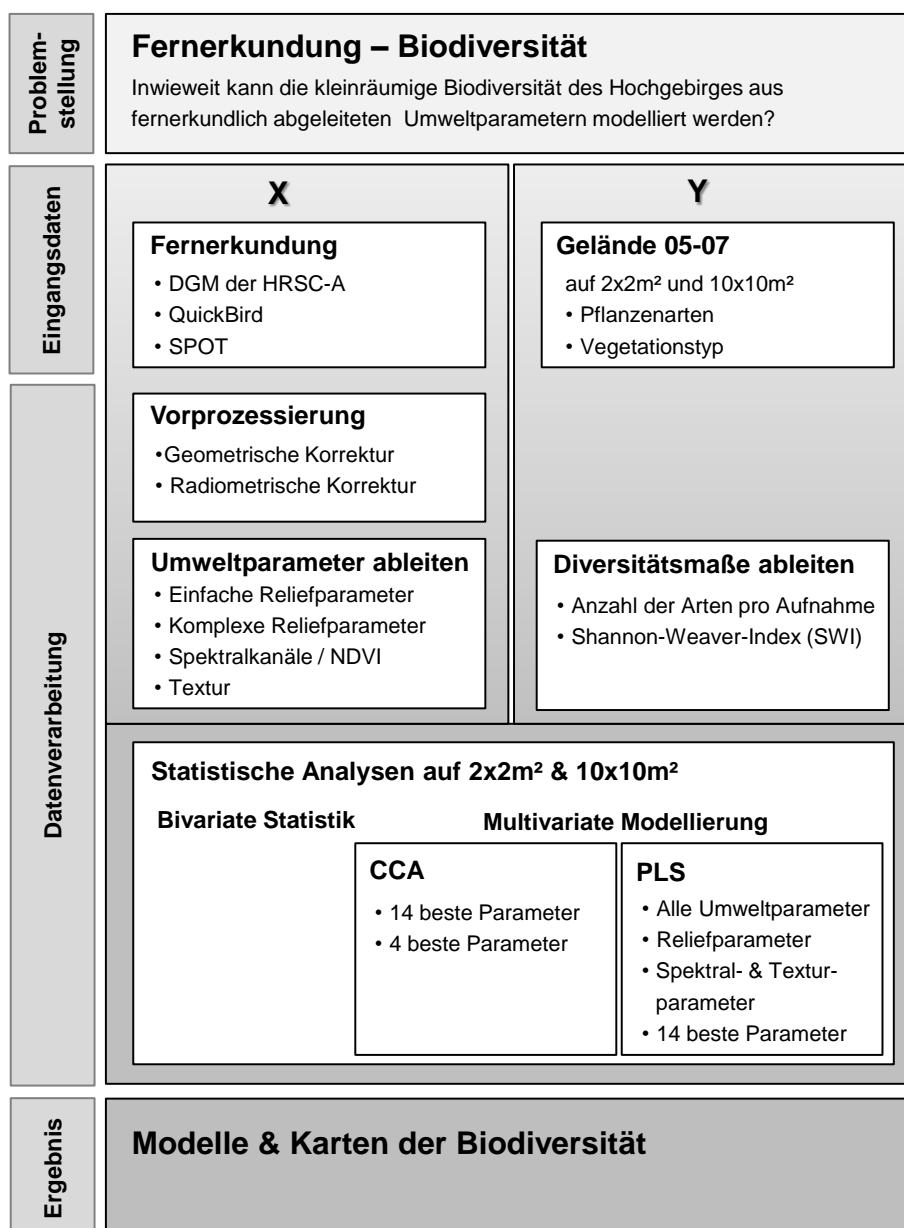 Problem-
stellung
Fernerkundung – Biodiversität
Inwieweit kann die kleinräumige Biodiversität des Hochgebirges aus
fernerkundlich abgeleiteten Umweltparametern modelliert werden?
Eingangsdaten
X
Fernerkundung
• DGM der HRSC-A
• QuickBird
• SPOT
Y
Gelände 05-07
auf 2x2m² und 10x10m²
• Pflanzenarten
• Vegetationstyp
Datenverarbeitung
Vorprozessierung
•Geometrische Korrektur
• Radiometrische Korrektur
Umweltparameter ableiten
• Einfache Reliefparameter
• Komplexe Reliefparameter
• Spektralkanäle / NDVI
• Textur
Diversitätsmaße ableiten
• Anzahl der Arten pro Aufnahme
• Shannon-Weaver-Index (SWI)
Statistische Analysen auf 2x2m² & 10x10m²
Bivariate Statistik
Multivariate Modellierung
CCA
• 14 beste Parameter
• 4 beste Parameter
PLS
• Alle Umweltparameter
• Reliefparameter
• Spektral- & Textur-
parameter
• 14 beste Parameter
Ergebnis
Modelle & Karten der Biodiversität